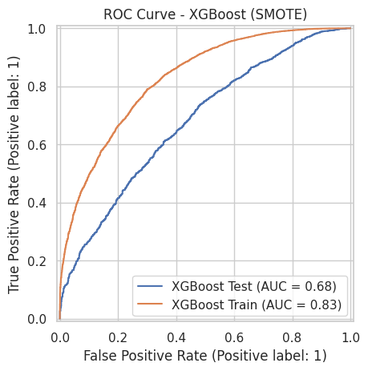 ROC Curve - XGBoost (SMOTE)
1.0
0.8
0.6
0.4
0.2
0.0
True Positive Rate (Positive label: 1)
XGBoost Test (AUC = 0.68)
XGBoost Train (AUC = 0.83)
0.0 0.2 0.4 0.6 0.8 1.0
False Positive Rate (Positive label: 1)